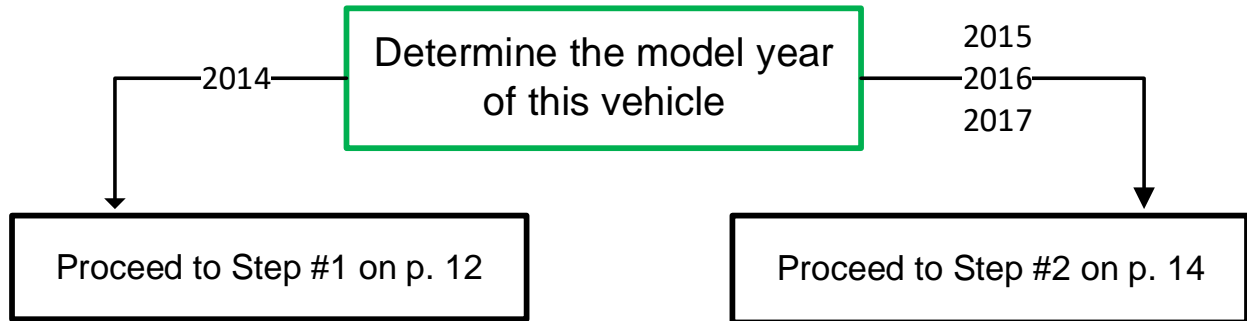 Determine the model year
of this vehicle
2014
2015
2016
2017
Proceed to Step #1 on p. 12
Proceed to Step #2 on p. 14